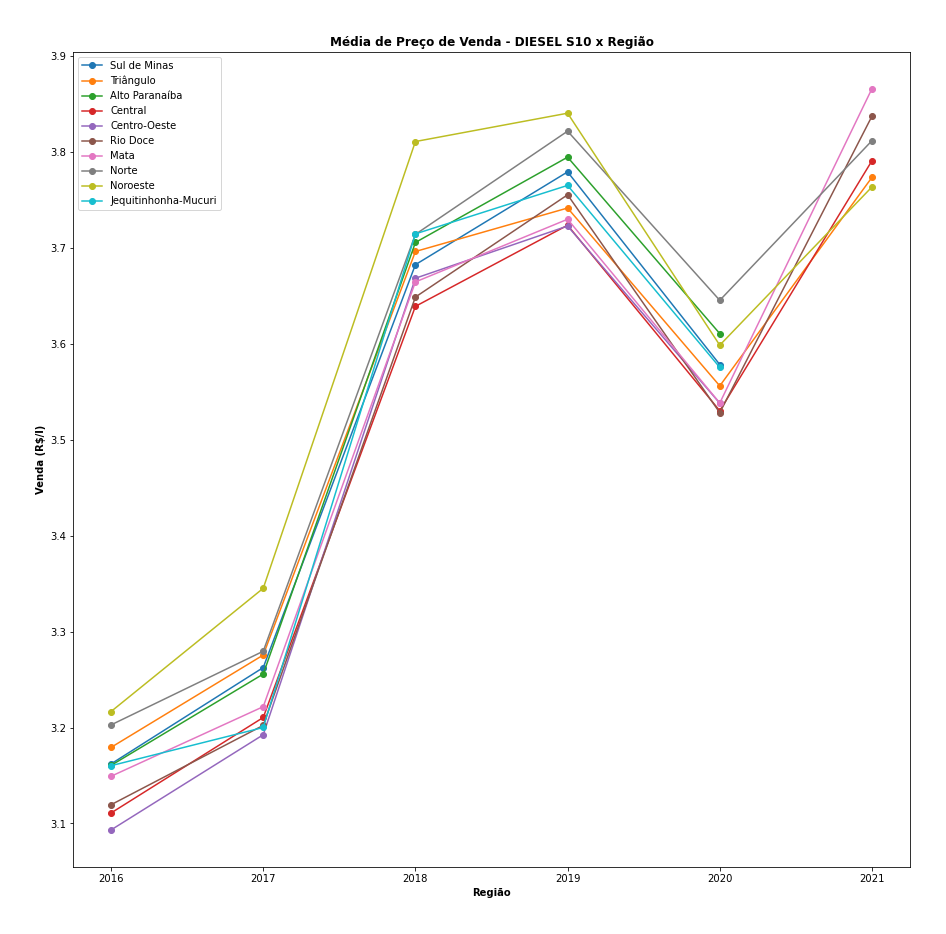 Média de Preço de Venda - DIESEL S10 x Região
3.9
3.8
3.7
3.6
3.5
3.4
3.3
3.2
3.1
Venda (R$/l)
Sul de Minas
Triângulo
Alto Paranaíba
Central
Centro-Oeste
Rio Doce
Mata
Norte
Noroeste
Jequitinhonha-Mucuri
2016 2017 2018 2019 2020 2021
Região